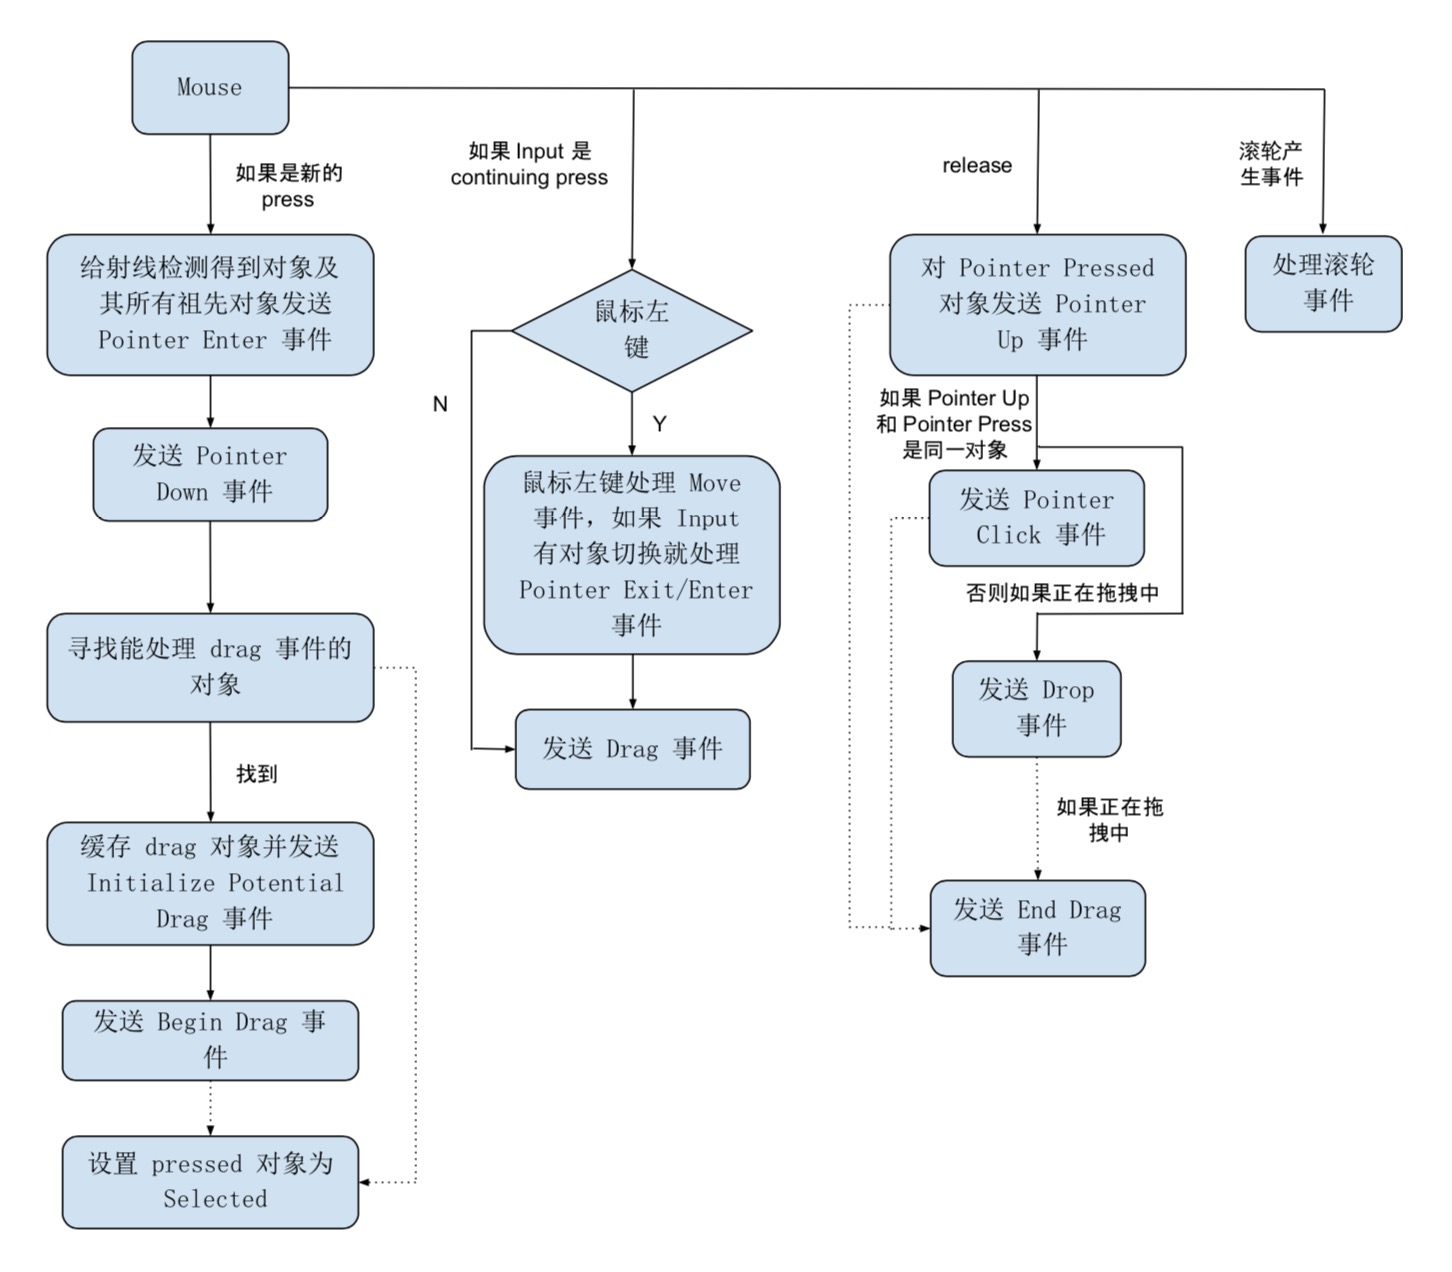 Mouse
如果是新的
press
给射线检测得到对象及
其所有祖先对象发送
Pointer Enter 事件
发送 Pointer
Down 事件
寻找能处理 drag 事件的
对象
找到
缓存 drag 对象并发送
Initialize Potential
Drag 事件
发送 Begin Drag 事
件
设置 pressed 对象为
Selected
如果 Input 是
continuing press
鼠标左
键
N
Y
鼠标左键处理 Move
事件，如果 Input
有对象切换就处理
Pointer Exit/Enter
事件
发送 Drag 事件
release
对 Pointer Pressed
对象发送 Pointer
Up 事件
如果 Pointer Up
和 Pointer Press
是同一对象
发送 Pointer
Click 事件
否则如果正在拖拽中
发送 Drop
事件
如果正在拖
拽中
发送 End Drag
事件
滚轮产
生事件
处理滚轮
事件